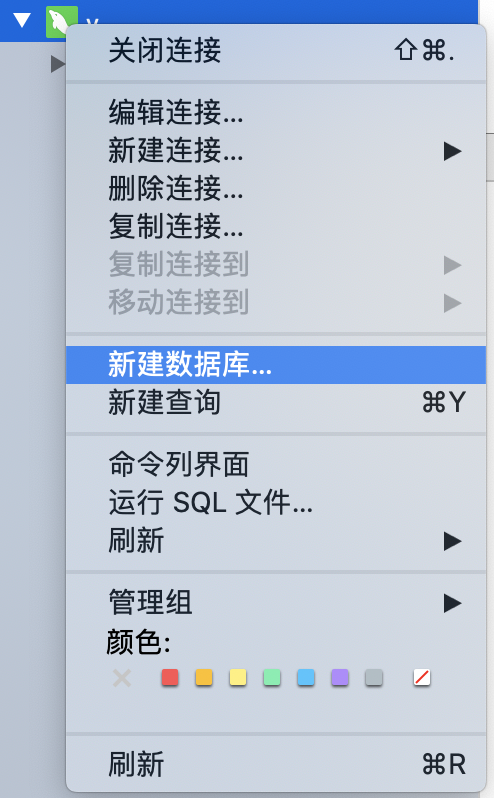 关闭连接 ⇧⌘.
编辑连接...
新建连接...
删除连接...
复制连接...
复制连接到
移动连接到
新建数据库...
新建查询 ⌘Y
命令列界面
运行 SQL 文件...
刷新
管理组
颜色:
刷新 ⌘R